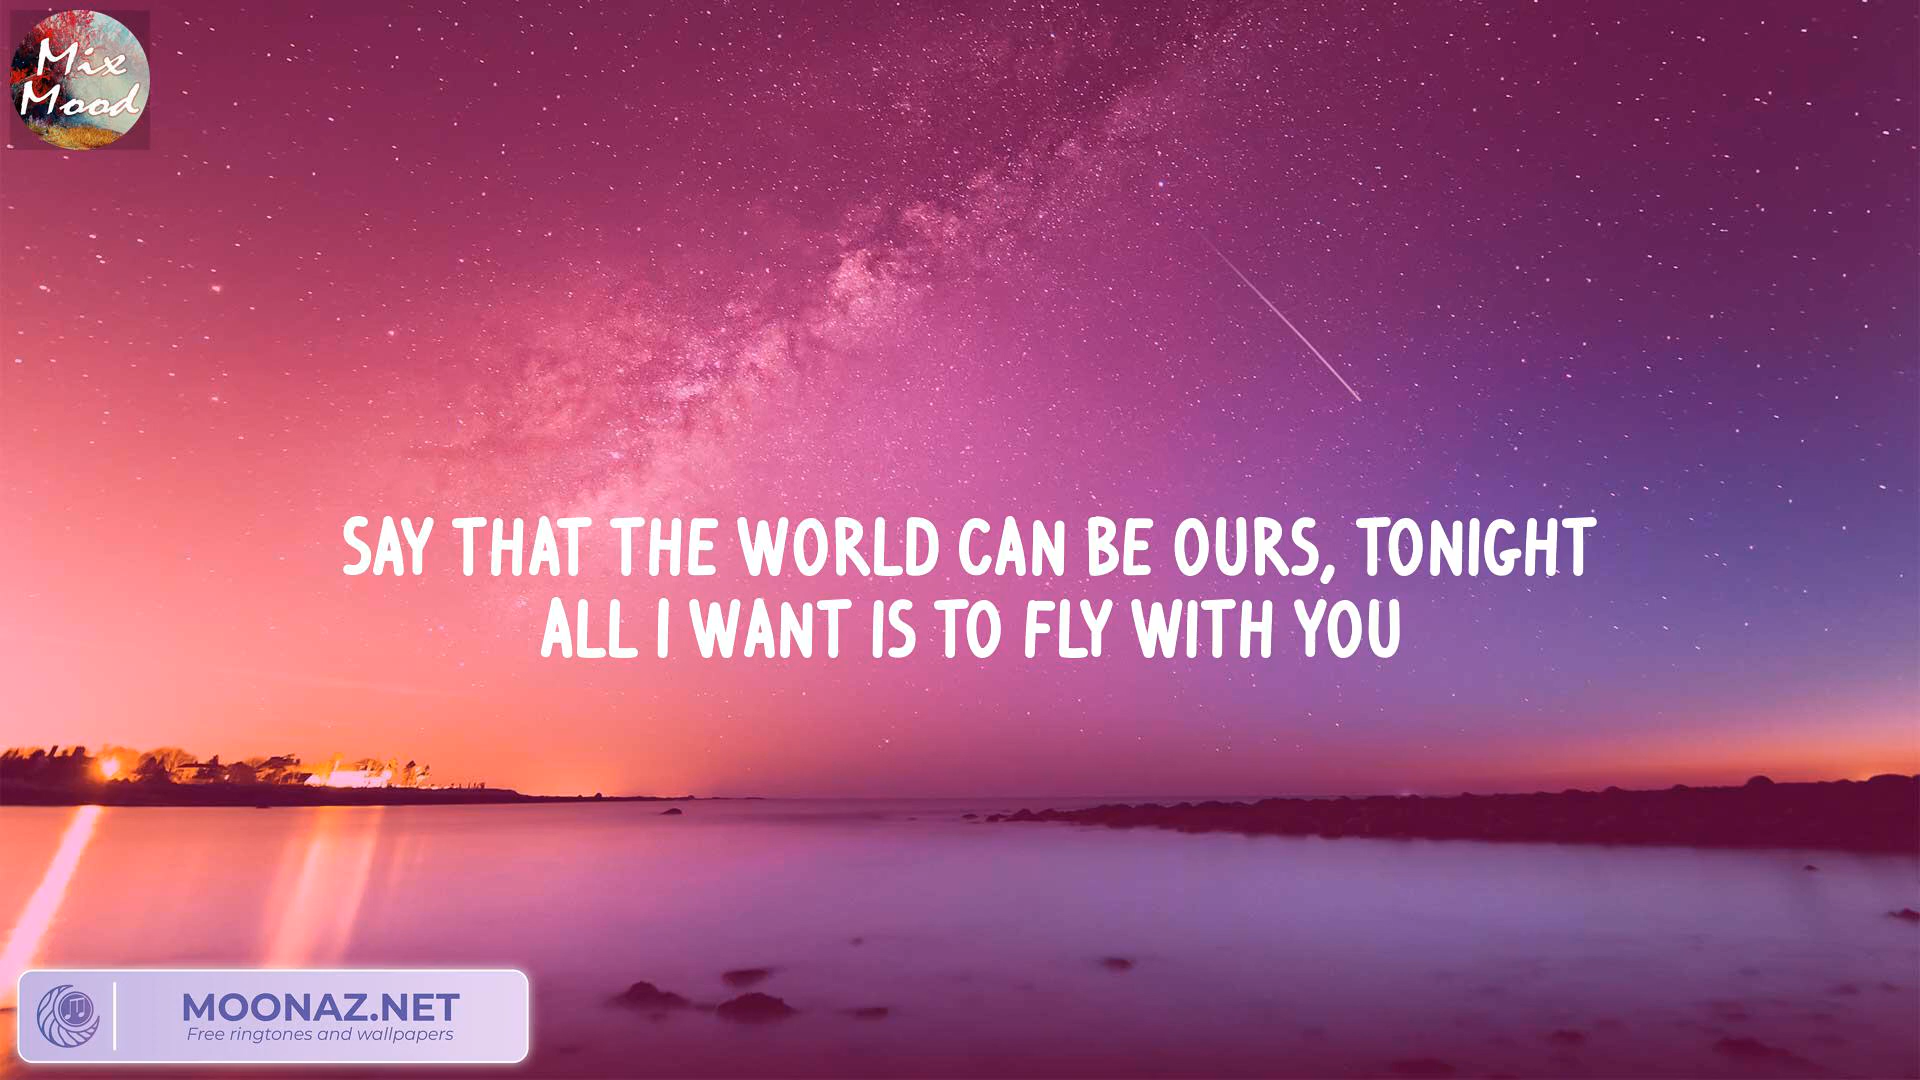 Mix
Mood
SAY THAT THE WORLD CAN BE OURS, TONIGHT
ALL I WANT IS TO FLY WITH YOU
MOONAZ.NET
Free ringtones and wallpapers